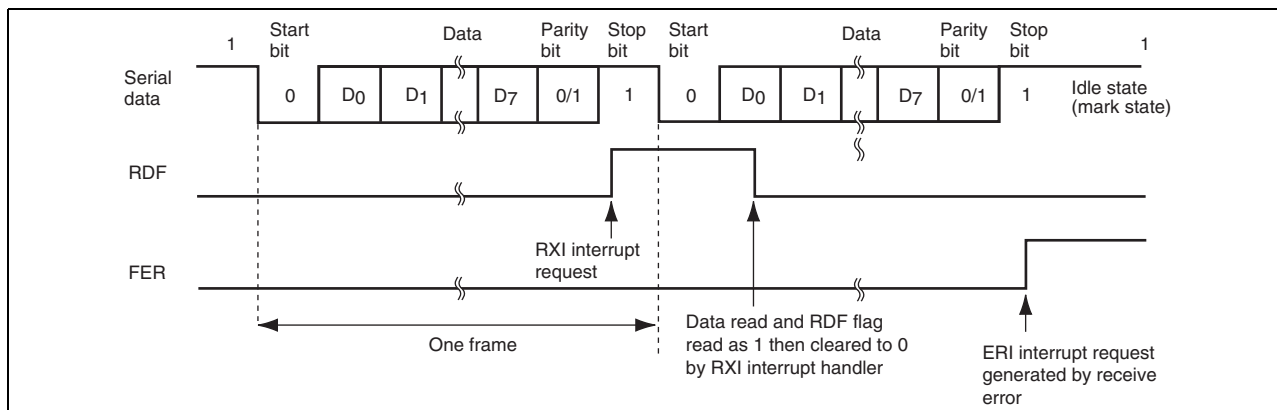 1
Start
bit
Data
Parity
bit
Stop
bit
Start
bit
Data
Parity
bit
Stop
bit
1
Serial
data
0
D0
D1
D7
0/1
1
0
D0
D1
D7
0/1
1
Idle state
(mark state)
RDF
RXI interrupt
request
FER
One frame
Data read and RDF flag
read as 1 then cleared to 0
by RXI interrupt handler
ERI interrupt request
generated by receive
error